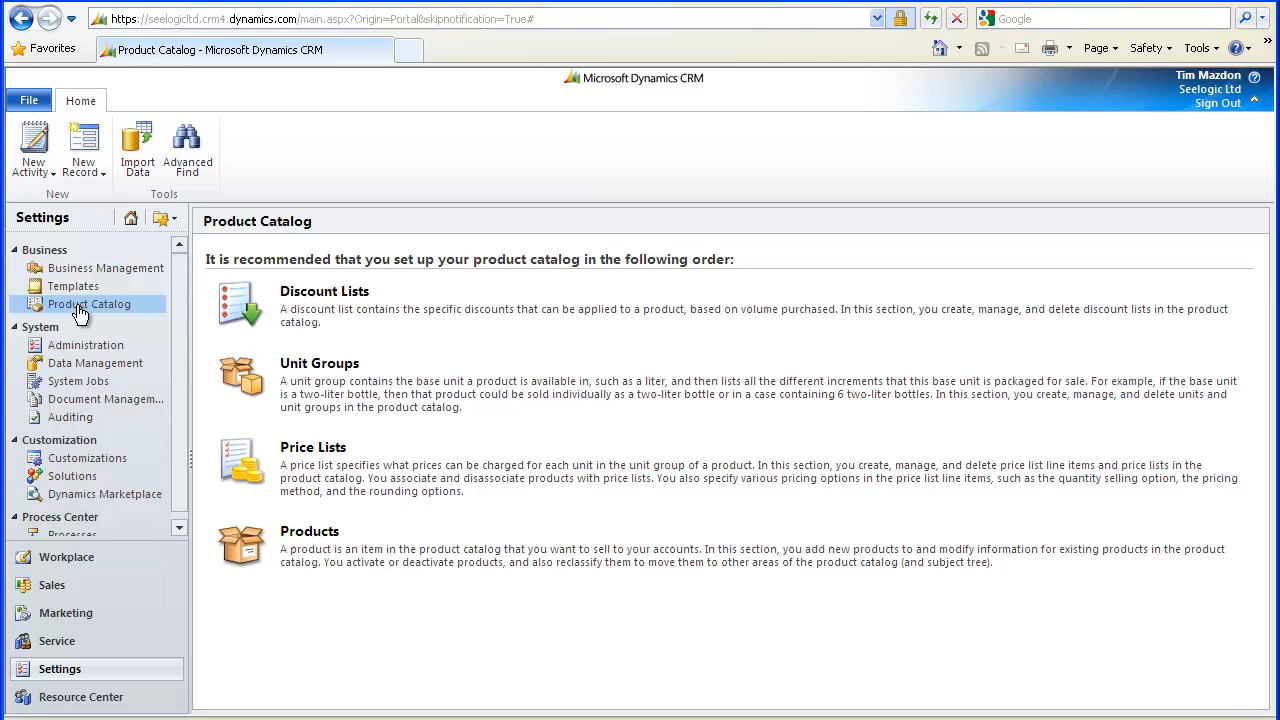 https://seelogicltd.crm4.dynamics.com/main.aspx?Origin=Portal&skipnotification=True#
Google
Favorites
Product Catalog - Microsoft Dynamics CRM
Page
Safety
Tools
Microsoft Dynamics CRM
Tim Mazdon
Seelogic Ltd
Sign Out
File
Home
New Activity
New Record
Import Data
Advanced Find
New
Tools
Settings
Business
Business Management
Templates
Product Catalog
System
Administration
Data Management
System Jobs
Document Managem...
Auditing
Customization
Customizations
Solutions
Dynamics Marketplace
Process Center
Processes
Workplace
Sales
Marketing
Service
Settings
Resource Center
Product Catalog
It is recommended that you set up your product catalog in the following order:
Discount Lists
A discount list contains the specific discounts that can be applied to a product, based on volume purchased. In this section, you create, manage, and delete discount lists in the product
catalog.
Unit Groups
A unit group contains the base unit a product is available in, such as a liter, and then lists all the different increments that this base unit is packaged for sale. For example, if the base unit
is a two-liter bottle, then that product could be sold individually as a two-liter bottle or in a case containing 6 two-liter bottles. In this section, you create, manage, and delete units and
unit groups in the product catalog.
Price Lists
A price list specifies what prices can be charged for each unit in the unit group of a product. In this section, you create, manage and delete price list line items and price lists in the
product catalog. You associate and disassociate products with price lists. You also specify various pricing options in the price list line items, such as the quantity selling option, the pricing
method, and the rounding options.
Products
A product is an item in the product catalog that you want to sell to your accounts. In this section, you add new products to and modify information for existing products in the product
catalog. You activate or deactivate products, and also reclassify them to move them to other areas of the product catalog (and subject tree).